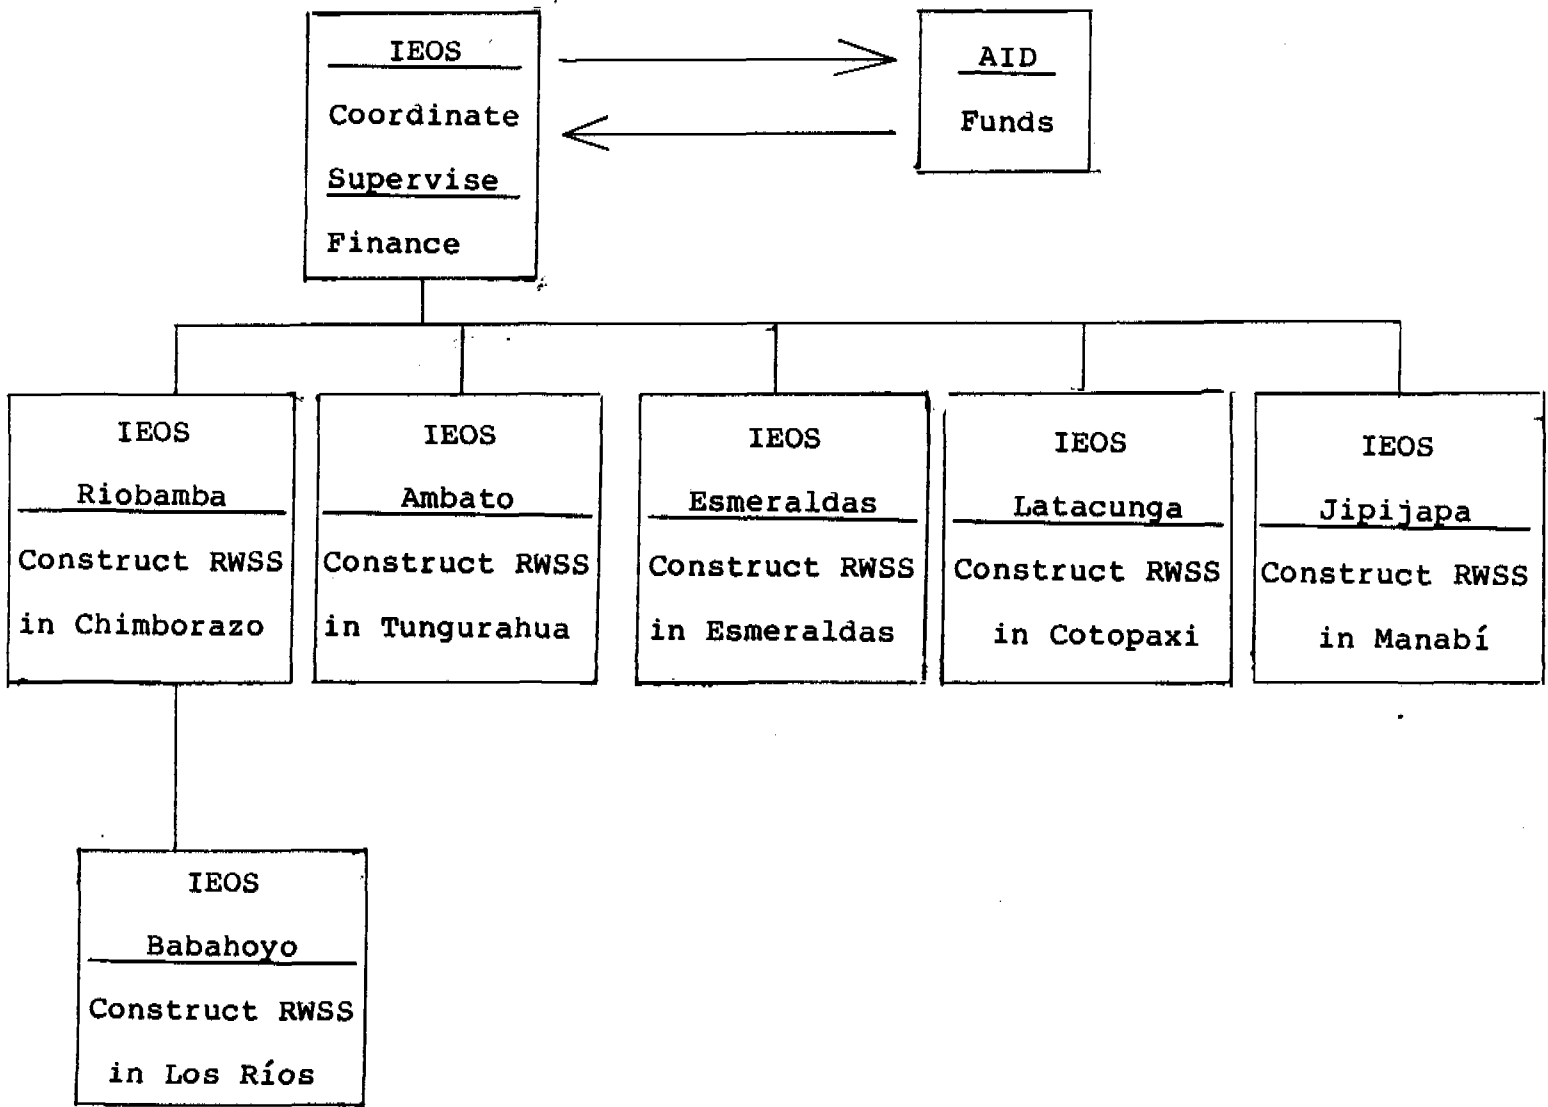 IEOS
Coordinate
Supervise
Finance
AID
Funds
IEOS
Riobamba
Construct RWSS
in Chimborazo
IEOS
Ambato
Construct RWSS
in Tungurahua
IEOS
Esmeraldas
Construct RWSS
in Esmeraldas
IEOS
Latacunga
Construct RWSS
in Cotopaxi
IEOS
Jipijapa
Construct RWSS
in Manabí
IEOS
Babahoyo
Construct RWSS
in Los Ríos